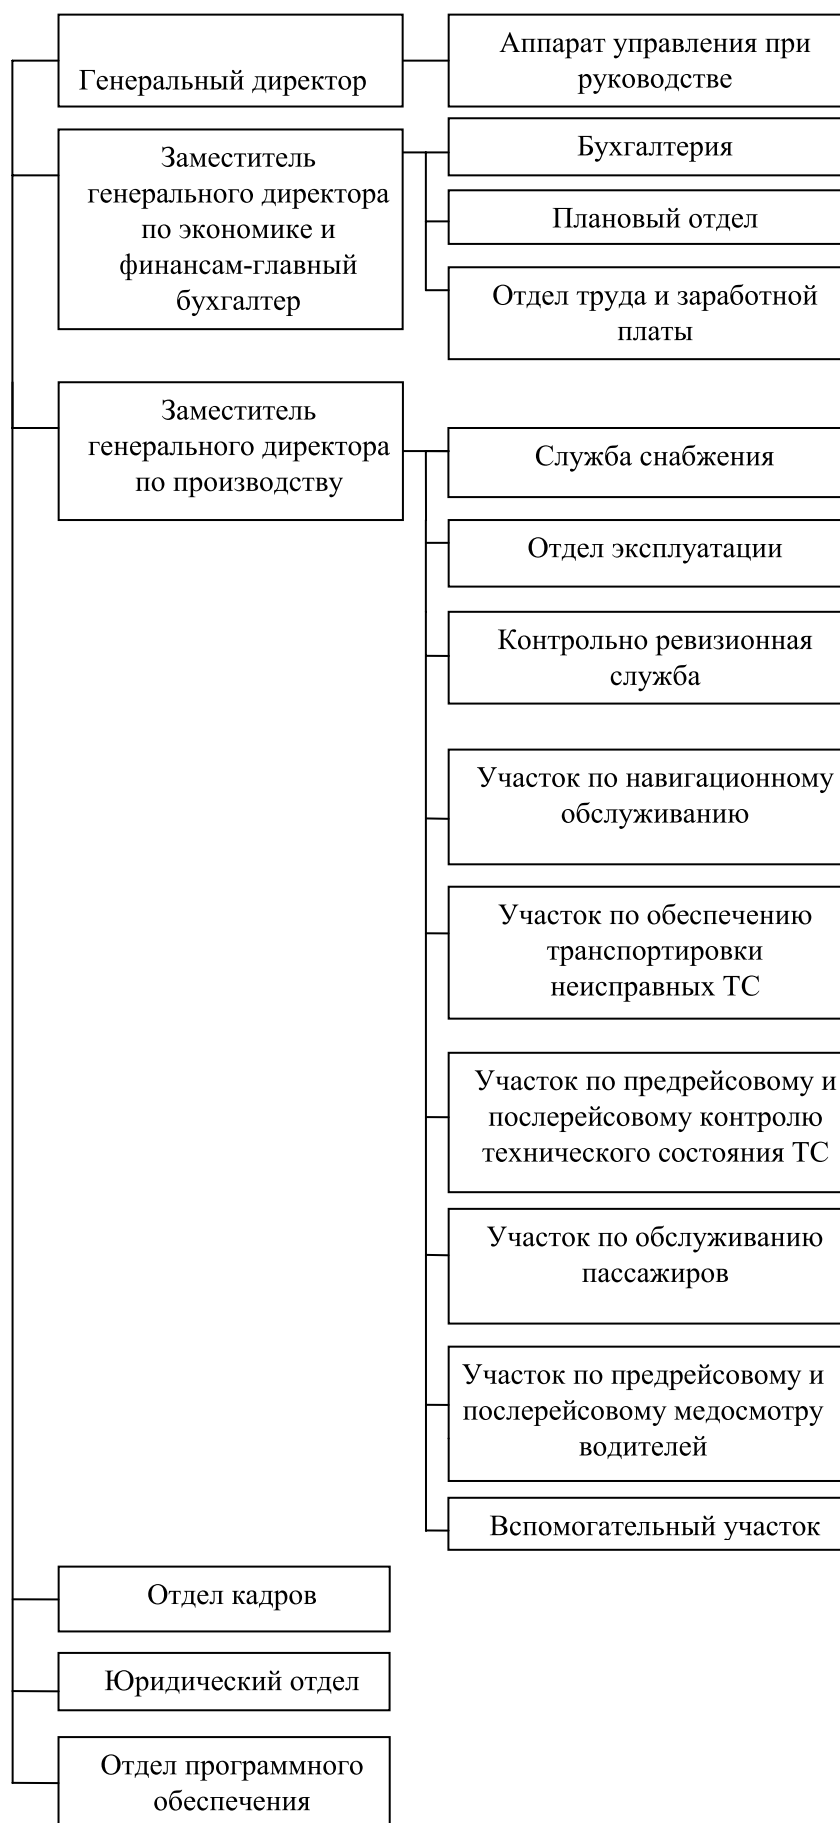 Генеральный директор
Аппарат управления при
руководстве
Заместитель
генерального директора
по экономике и
финансам-главный
бухгалтер
Бухгалтерия
Плановый отдел
Отдел труда и заработной
платы
Заместитель
генерального директора
по производству
Служба снабжения
Отдел эксплуатации
Контрольно ревизионная
служба
Участок по навигационному
обслуживанию
Участок по обеспечению
транспортировки
неисправных ТС
Участок по предрейсовому и
послерейсовому контролю
технического состояния ТС
Участок по обслуживанию
пассажиров
Участок по предрейсовому и
послерейсовому медосмотру
водителей
Вспомогательный участок
Отдел кадров
Юридический отдел
Отдел программного
обеспечения